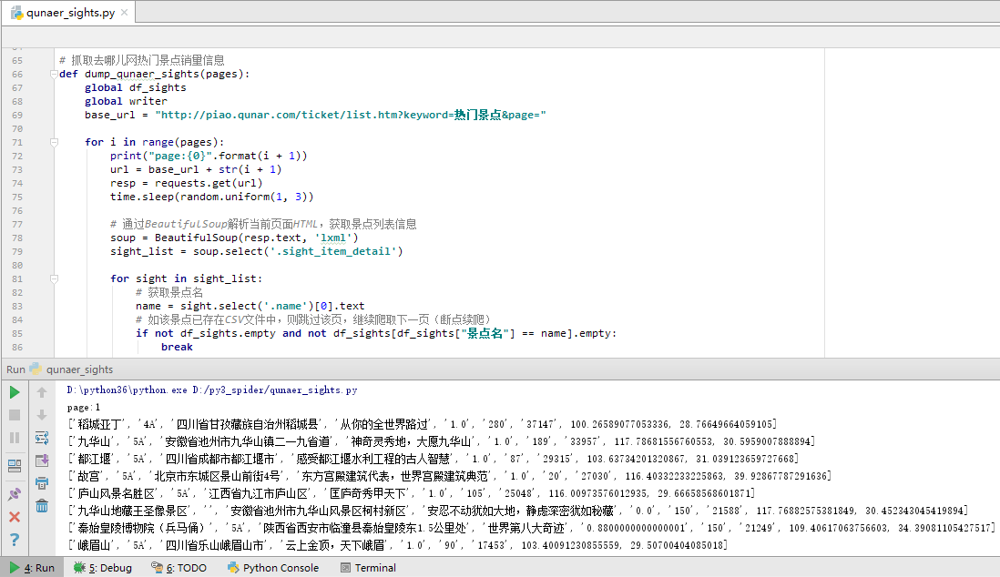 qunaer_sights.py
65 # 抓取去哪儿网热门景点销量信息
66 def dump_qunaer_sights(pages):
67 global df_sights
68 global writer
69 base_url = "http://piao.qunar.com/ticket/list.htm?keyword=热门景点&page="
70
71 for i in range(pages):
72 print("page:{0}".format(i + 1))
73 url = base_url + str(i + 1)
74 resp = requests.get(url)
75 time.sleep(random.uniform(1, 3))
76
77 # 通过BeautifulSoup解析当前页面HTML，获取景点列表信息
78 soup = BeautifulSoup(resp.text, 'lxml')
79 sight_list = soup.select('.sight_item_detail')
80
81 for sight in sight_list:
82 # 获取景点名
83 name = sight.select('.name')[0].text
84 # 如该景点已存在CSV文件中，则跳过该页，继续爬取下一页（断点续爬）
85 if not df_sights.empty and not df_sights[df_sights["景点名"] == name].empty:
86 break
Run qunaer_sights
D:\python36\python.exe D:/py3_spider/qunaer_sights.py
page:1
['稻城亚丁', '4A', '四川省甘孜藏族自治州稻城县', '从你的全世界路过', '1.0', '280', '37147', 100.26589077053336, 28.76649664059105]
['九华山', '5A', '安徽省池州市九华山镇二一九省道', '神奇灵秀地，大愿九华山', '1.0', '189', '33957', 117.78681556760553, 30.5959007888894]
['都江堰', '5A', '四川省成都市都江堰市', '感受都江堰水利工程的古人智慧', '1.0', '87', '29315', 103.63734201320867, 31.039123659727668]
['故宫', '5A', '北京市东城区景山前街4号', '东方宫殿建筑代表，世界宫殿建筑典范', '1.0', '20', '27030', 116.40332233225863, 39.92867787291636]
['庐山风景名胜区', '5A', '江西省九江市庐山区', '匡庐奇秀甲天下', '1.0', '105', '25048', 116.00973576012935, 29.66658568601871]
['九华山地藏王圣像景区', '', '安徽省池州市九华山风景区柯村新区', '安忍不动犹如大地，静虑深密犹如秘藏', '0.0', '150', '21588', 117.76882575381849, 30.452343045419894]
['秦始皇陵博物院（兵马俑）', '5A', '陕西省西安市临潼县秦始皇陵东1.5公里处', '世界第八大奇迹', '0.8800000000000001', '150', '21249', 109.40617063756603, 34.39081105427517]
['峨眉山', '5A', '四川省乐山峨眉山市', '云上金顶，天下峨眉', '1.0', '90', '17453', 103.40091230855559, 29.50700404085018]
4: Run 5: Debug 6: TODO Python Console Terminal